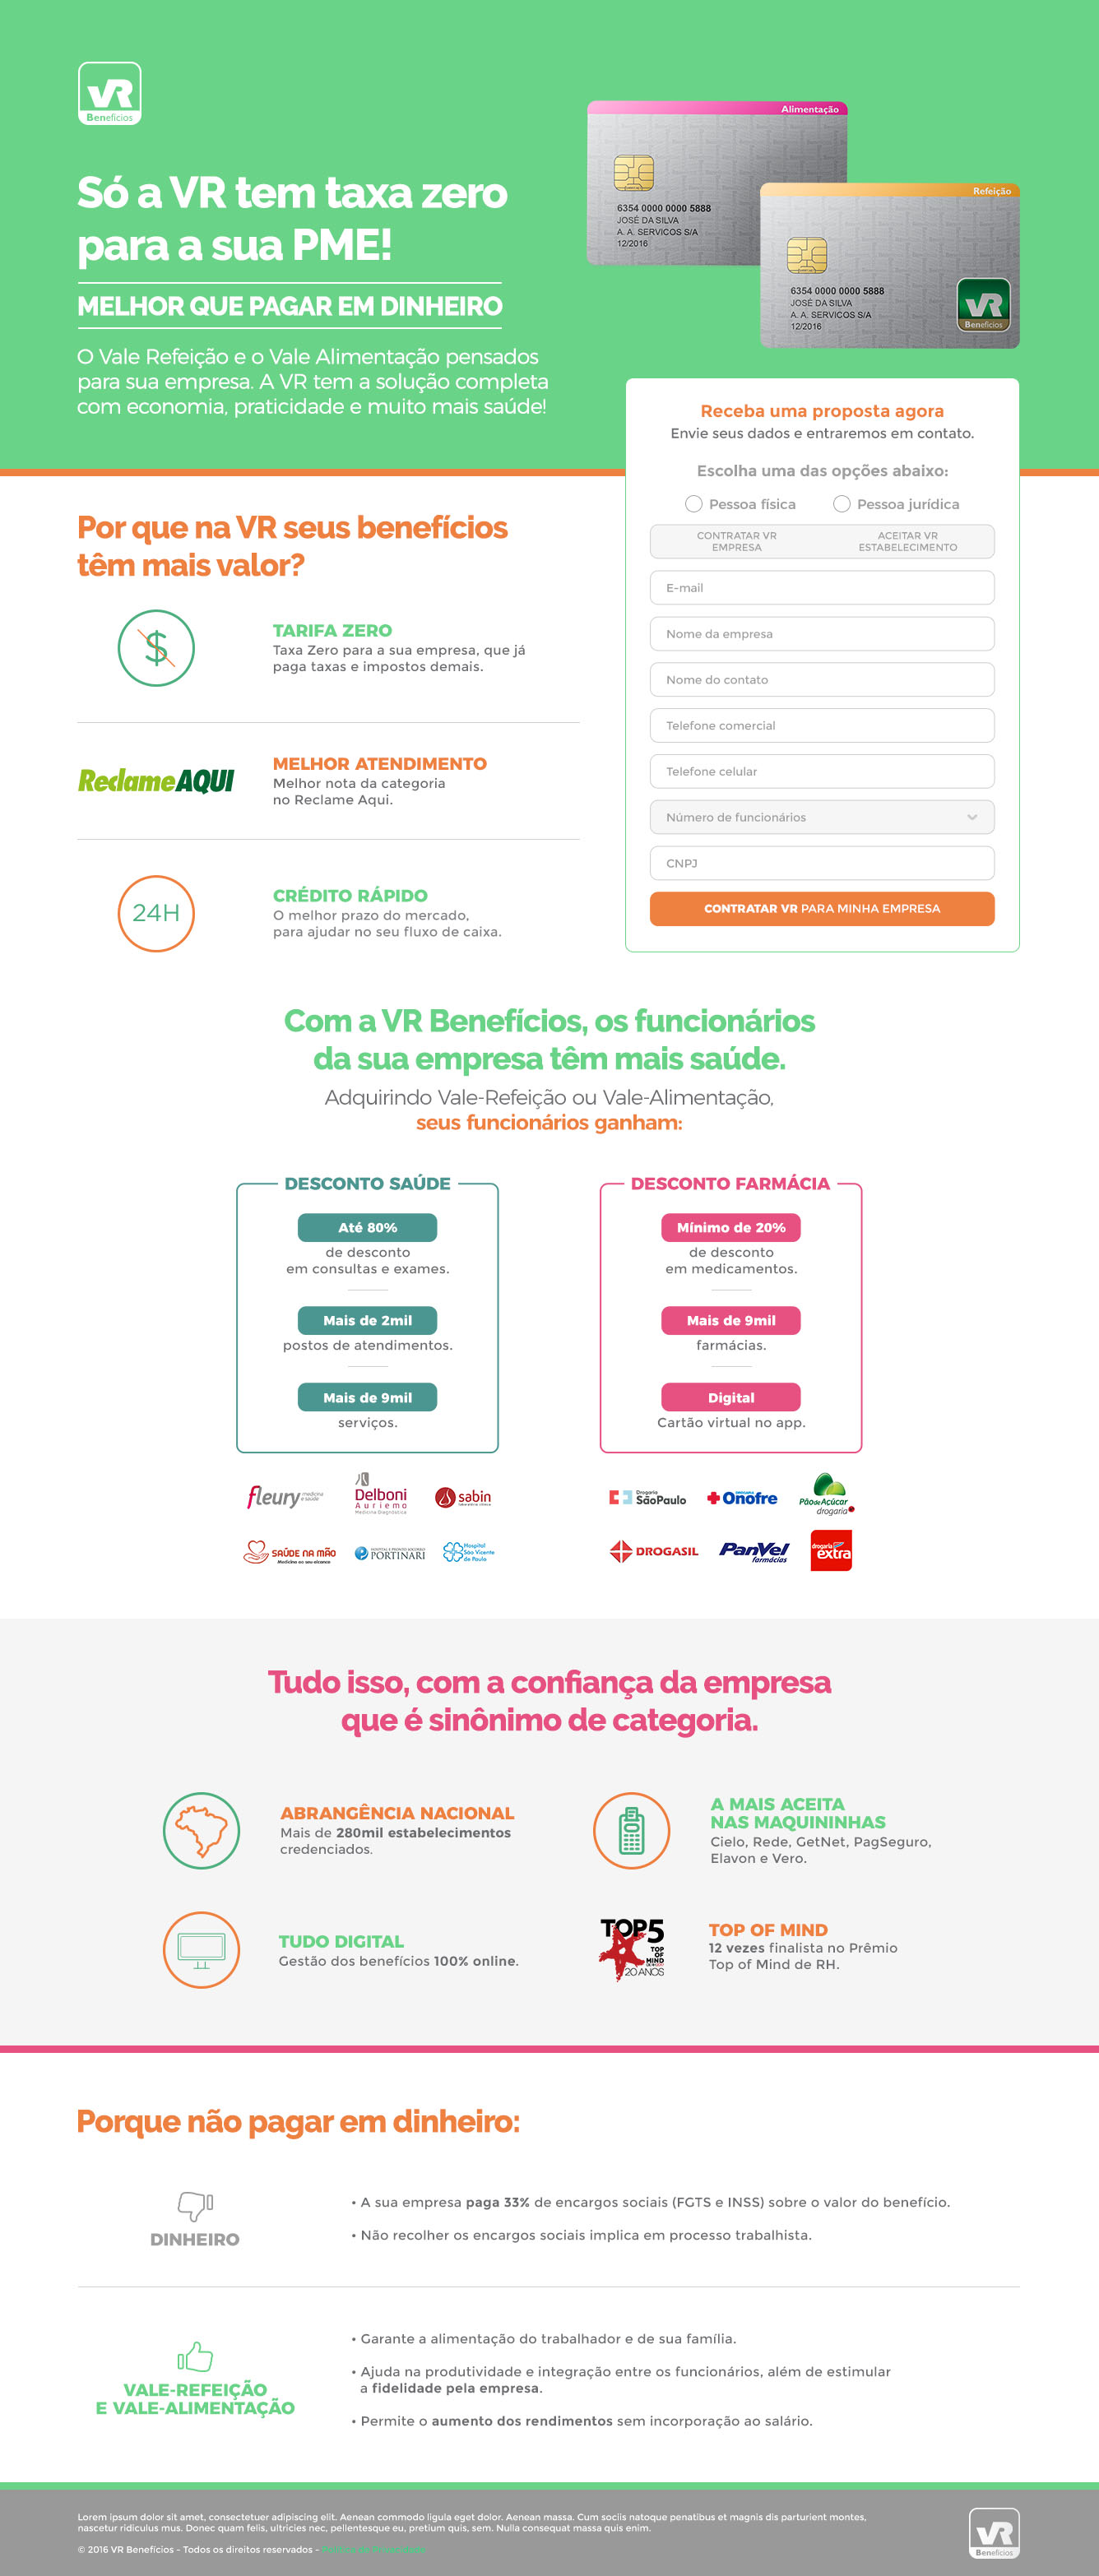 VR
Benefícios
Só a VR tem taxa zero
para a sua PME!
MELHOR QUE PAGAR EM DINHEIRO
O Vale Refeição e o Vale Alimentação pensados
para sua empresa. A VR tem a solução completa
com economia, praticidade e muito mais saúde!
Alimentação
6354 0000 0000 5888
JOSÉ DA SILVA
A. A. SERVICOS S/A
12/2016
Refeição
6354 0000 0000 5888
JOSÉ DA SILVA
A. A. SERVICOS S/A
12/2016
VR
Benefícios
Receba uma proposta agora
Envie seus dados e entraremos em contato.
Escolha uma das opções abaixo:
Pessoa física
Pessoa jurídica
CONTRATAR VR
EMPRESA
ACEITAR VR
ESTABELECIMENTO
E-mail
Nome da empresa
Nome do contato
Telefone comercial
Telefone celular
Número de funcionários
CNPJ
CONTRATAR VR PARA MINHA EMPRESA
Por que na VR seus benefícios
têm mais valor?
$
TARIFA ZERO
Taxa Zero para a sua empresa, que já
paga taxas e impostos demais.
ReclameAQUI
MELHOR ATENDIMENTO
Melhor nota da categoria
no Reclame Aqui.
24H
CRÉDITO RÁPIDO
O melhor prazo do mercado,
para ajudar no seu fluxo de caixa.
Com a VR Benefícios, os funcionários
da sua empresa têm mais saúde.
Adquirindo Vale-Refeição ou Vale-Alimentação,
seus funcionários ganham:
DESCONTO SAÚDE
Até 80%
de desconto
em consultas e exames.
Mais de 2mil
postos de atendimentos.
Mais de 9mil
serviços.
fleury medicina e saúde
Delboni
Auriemo
Medicina Diagnóstica
sabin
SAÚDE NA MÃO
Medicina ao seu alcance
HOSPITAL E PRONTO SOCORRO
PORTINARI
Hospital
São Vicente
de Paulo
DESCONTO FARMÁCIA
Mínimo de 20%
de desconto
em medicamentos.
Mais de 9mil
farmácias.
Digital
Cartão virtual no app.
Drogaria
SãoPaulo
Onofre
Pão de Açúcar
drogaria
DROGASIL
PanVel
farmácias
drogaria
extra
Tudo isso, com a confiança da empresa
que é sinônimo de categoria.
ABRANGÊNCIA NACIONAL
Mais de 280mil estabelecimentos
credenciados.
A MAIS ACEITA
NAS MAQUININHAS
Cielo, Rede, GetNet, PagSeguro,
Elavon e Vero.
TUDO DIGITAL
Gestão dos benefícios 100% online.
TOP5
TOP
OF
MIND
20 ANOS
TOP OF MIND
12 vezes finalista no Prêmio
Top of Mind de RH.
Porque não pagar em dinheiro:
DINHEIRO
• A sua empresa paga 33% de encargos sociais (FGTS e INSS) sobre o valor do benefício.
• Não recolher os encargos sociais implica em processo trabalhista.
VALE-REFEIÇÃO
E VALE-ALIMENTAÇÃO
• Garante a alimentação do trabalhador e de sua família.
• Ajuda na produtividade e integração entre os funcionários, além de estimular
a fidelidade pela empresa.
• Permite o aumento dos rendimentos sem incorporação ao salário.
Lorem ipsum dolor sit amet, consectetuer adipiscing elit. Aenean commodo ligula eget dolor. Aenean massa. Cum sociis natoque penatibus et magnis dis parturient montes,
nascetur ridiculus mus. Donec quam felis, ultricies nec, pellentesque eu, pretium quis, sem. Nulla consequat massa quis enim.
© 2016 VR Benefícios - Todos os direitos reservados -
VR
Benefícios